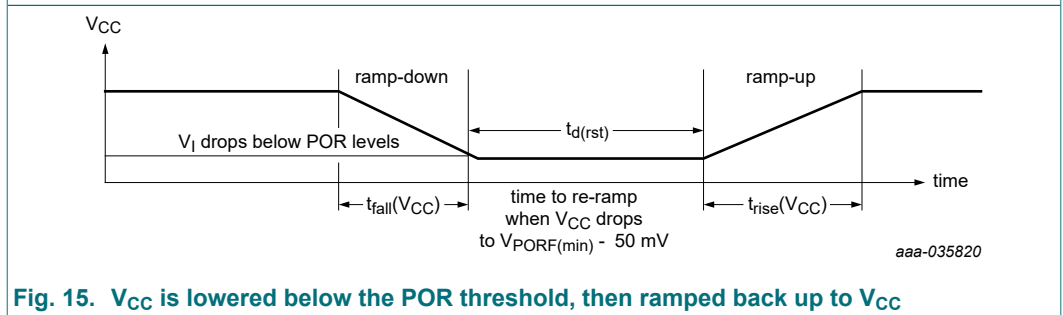 VCC
ramp-down
ramp-up
td(rst)
VI drops below POR levels
time
tfall(VCC)
time to re-ramp
when VCC drops
to VPORF(min) - 50 mV
trise(VCC)
aaa-035820
Fig. 15. VCC is lowered below the POR threshold, then ramped back up to VCC